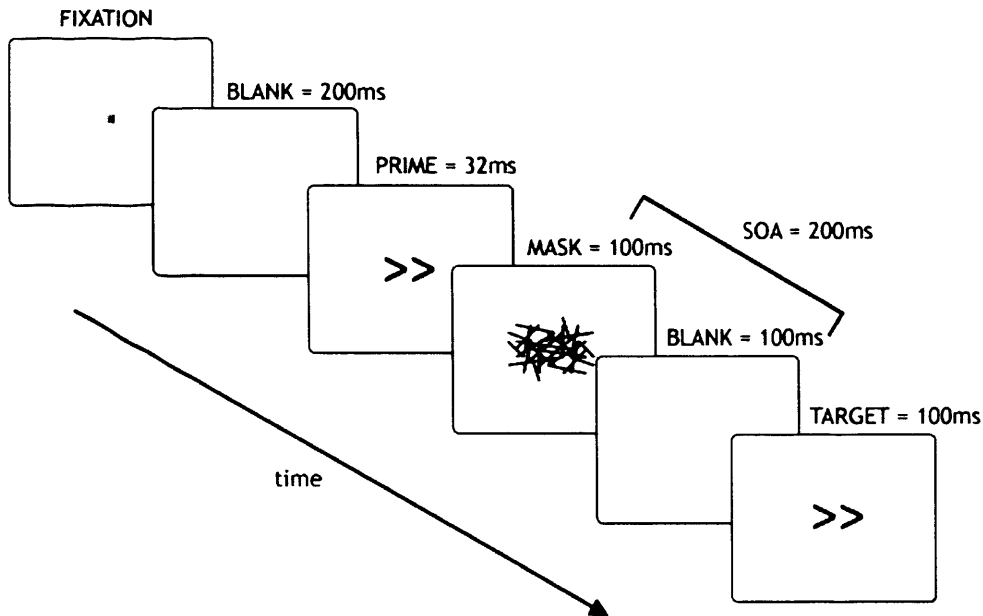 FIXATION
BLANK = 200ms
PRIME = 32ms
>>
MASK = 100ms
SOA = 200ms
BLANK = 100ms
TARGET = 100ms
>>
time